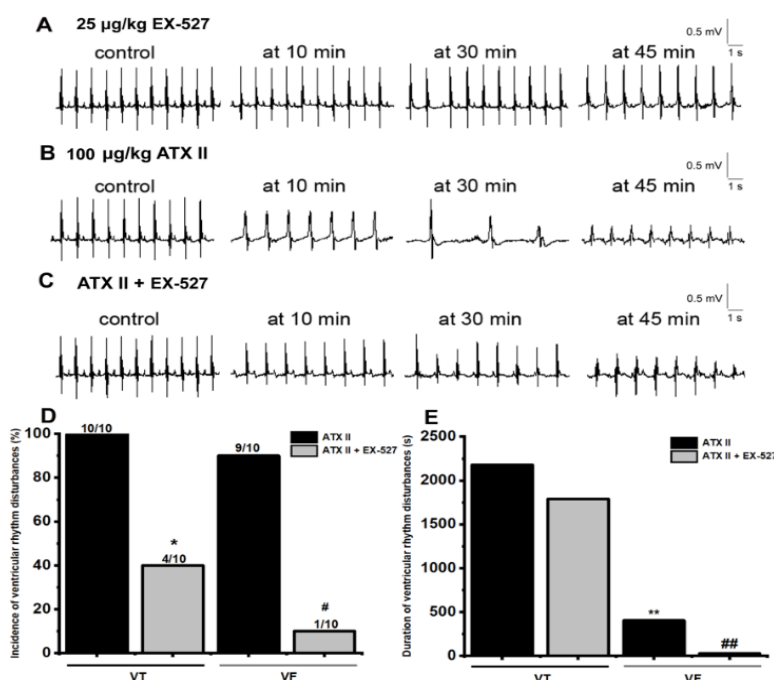 A 25 µg/kg EX-527
0.5 mV
1 s
control at 10 min at 30 min at 45 min
B 100 µg/kg ATX II
0.5 mV
1 s
control at 10 min at 30 min at 45 min
C ATX II + EX-527
0.5 mV
1 s
control at 10 min at 30 min at 45 min
D
Incidence of ventricular rhythm disturbances (%)
100
80
60
40
20
0
10/10
*
4/10
9/10
#
1/10
ATX II
ATX II + EX-527
VT VF
E
Duration of ventricular rhythm disturbances (s)
2500
2000
1500
1000
500
0
ATX II
ATX II + EX-527
**
##
VT VF